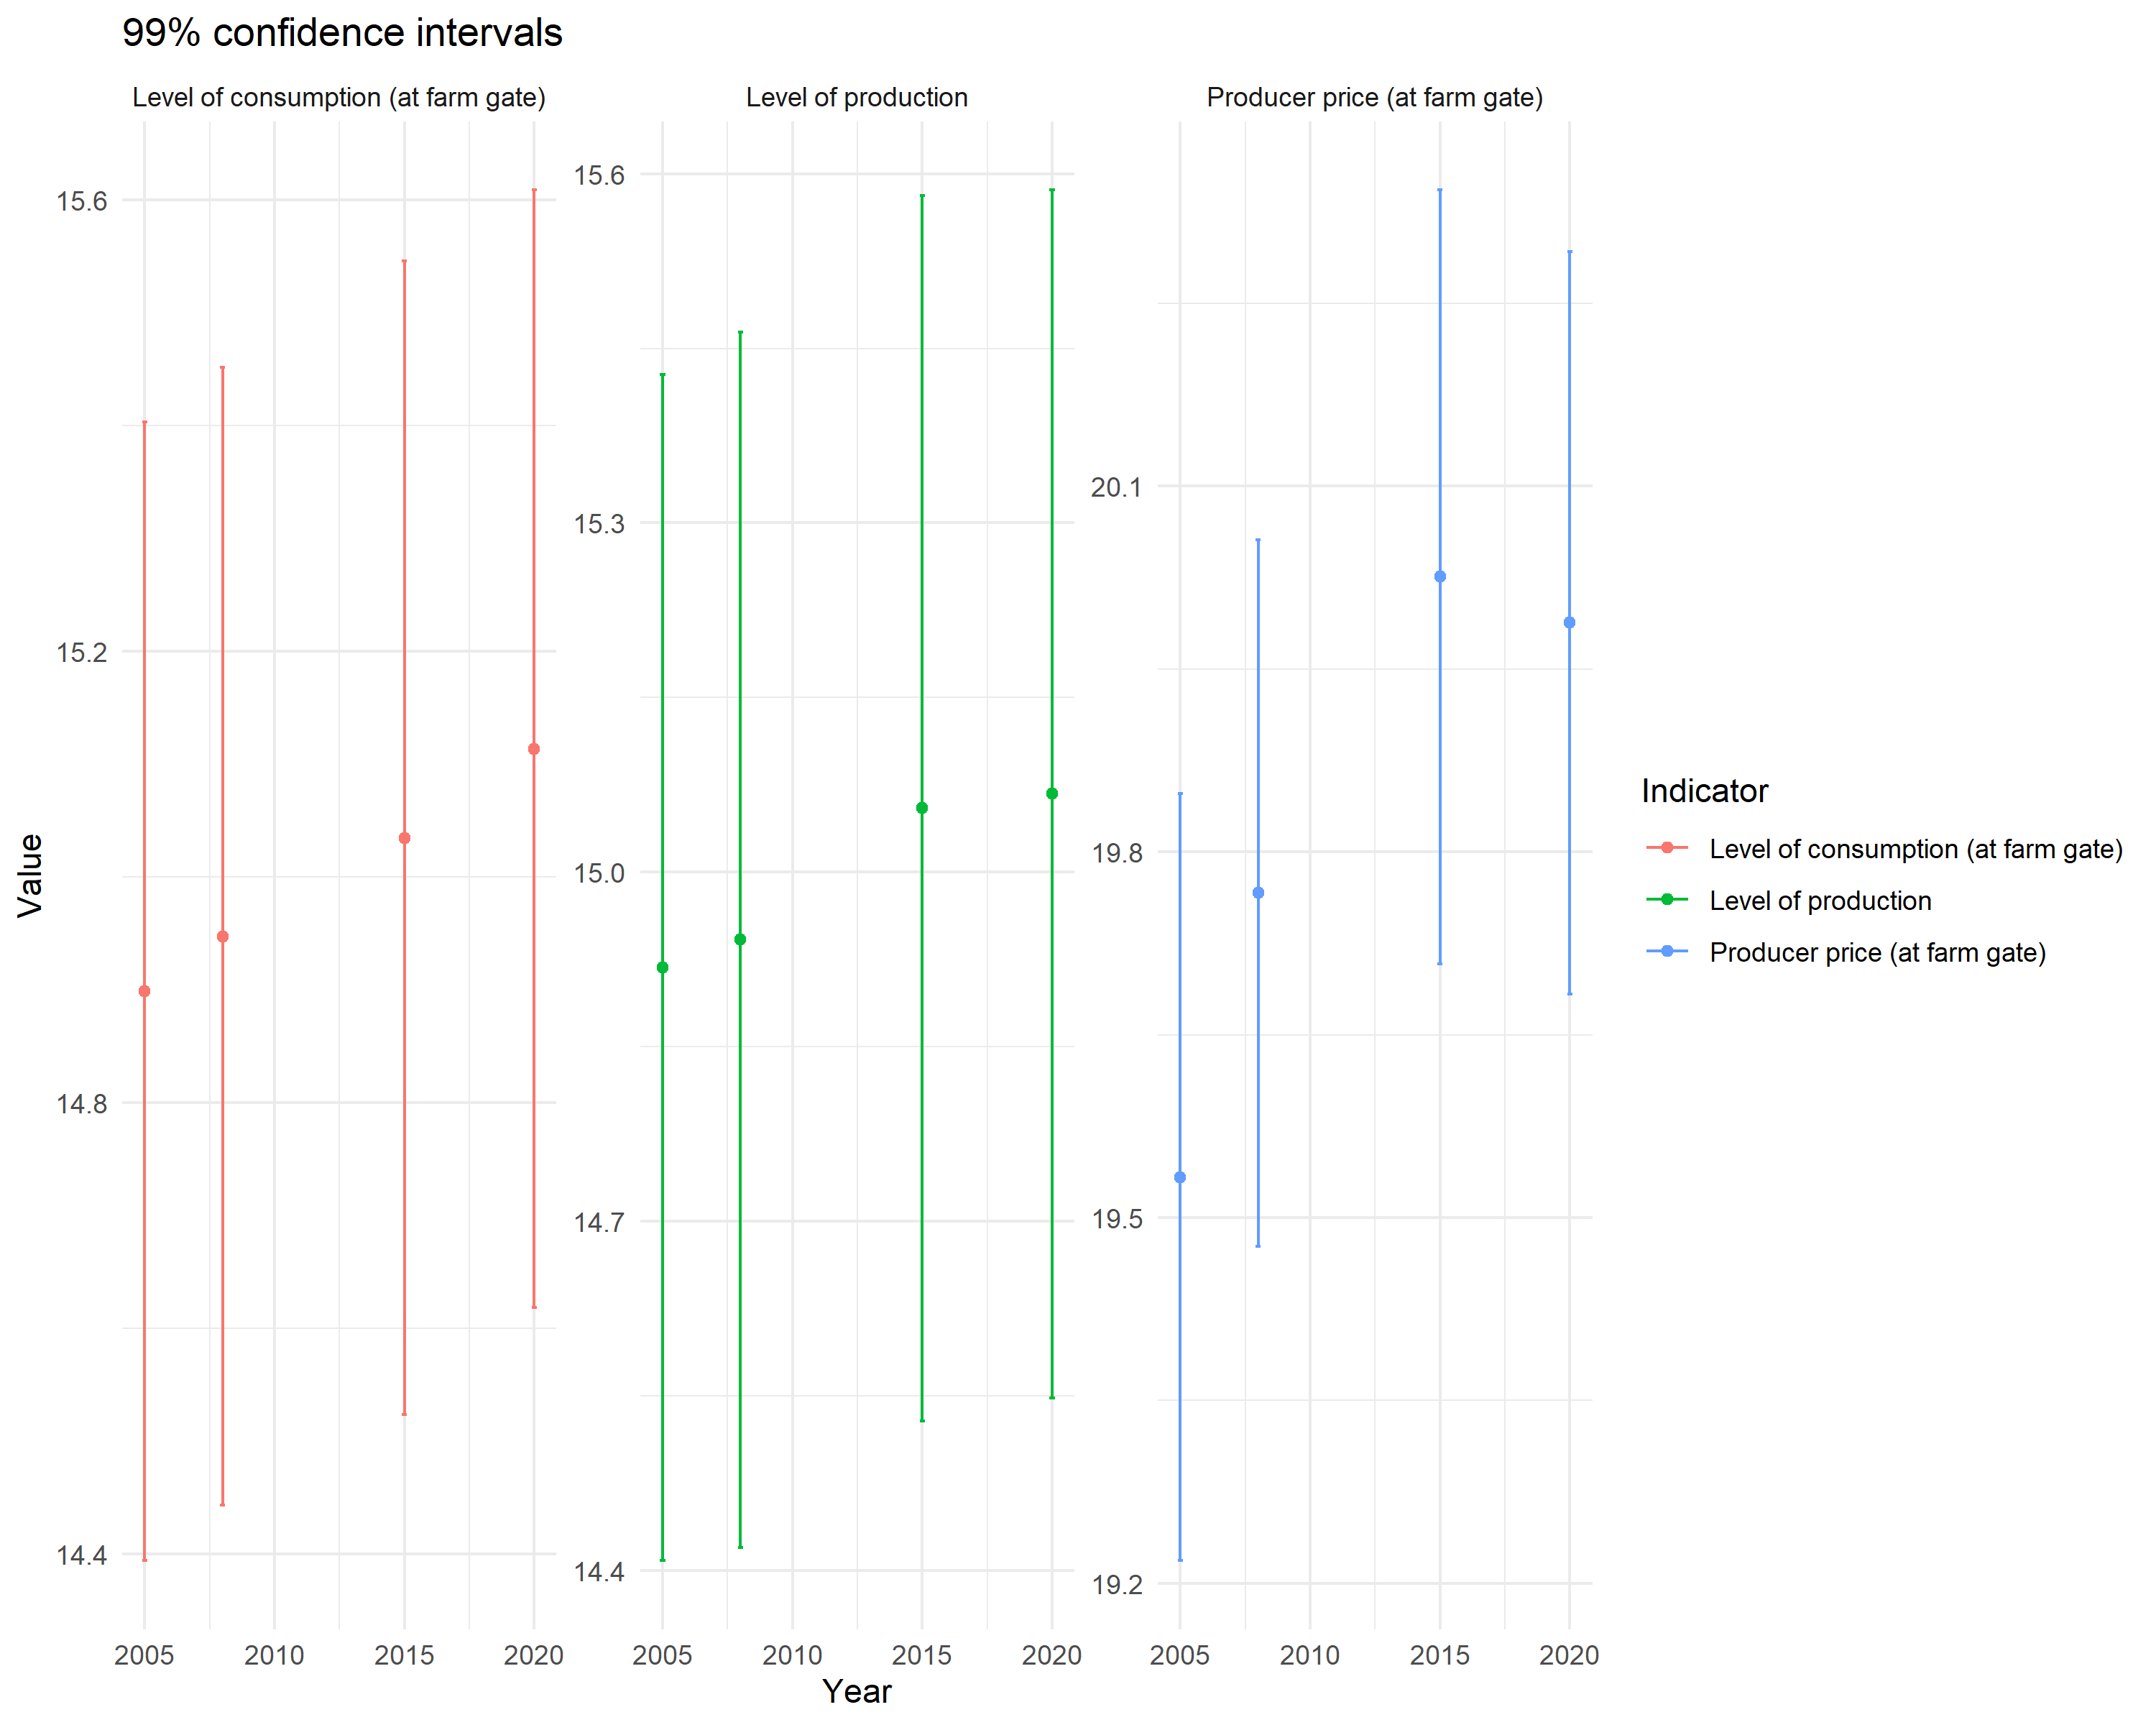 99% confidence intervals
Level of consumption (at farm gate)
Level of production
Producer price (at farm gate)
Value
15.6
15.2
14.8
14.4
15.6
15.3
15.0
14.7
14.4
20.1
19.8
19.5
19.2
2005 2010 2015 2020
2005 2010 2015 2020
2005 2010 2015 2020
Year
Indicator
Level of consumption (at farm gate)
Level of production
Producer price (at farm gate)